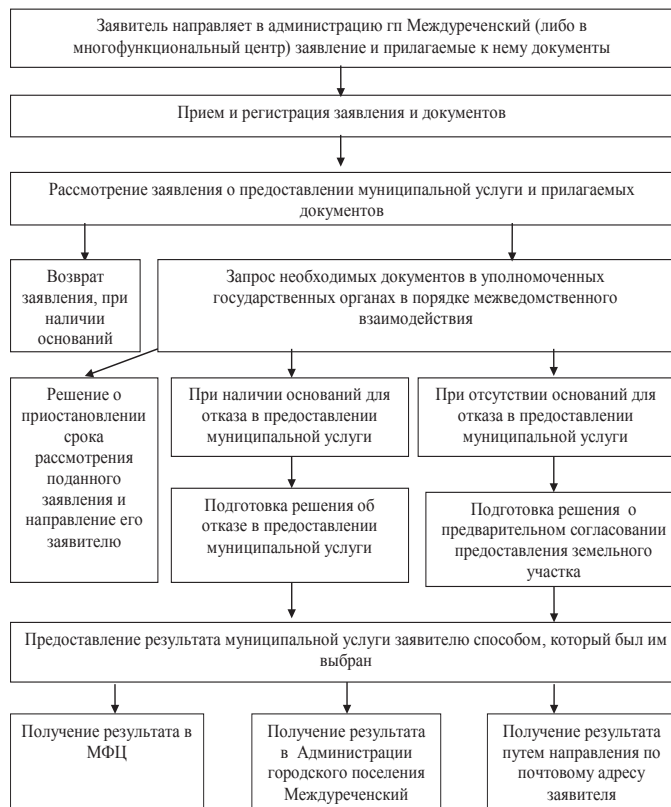 Заявитель направляет в администрацию гп Междуреченский (либо в
многофункциональный центр) заявление и прилагаемые к нему документы
Прием и регистрация заявления и документов
Рассмотрение заявления о предоставлении муниципальной услуги и прилагаемых
документов
Возврат
заявления, при
наличии
оснований
Запрос необходимых документов в уполномоченных
государственных органах в порядке межведомственного
взаимодействия
Решение о
приостановлении
срока
рассмотрения
поданного
заявления и
направление его
заявителю
При наличии оснований для
отказа в предоставлении
муниципальной услуги
При отсутствии оснований для
отказа в предоставлении
муниципальной услуги
Подготовка решения об
отказе в предоставлении
муниципальной услуги
Подготовка решения о
предварительном согласовании
предоставления земельного
участка
Предоставление результата муниципальной услуги заявителю способом, который был им
выбран
Получение результата в
МФЦ
Получение результата
в Администрации
городского поселения
Междуреченский
Получение результата
путем направления по
почтовому адресу
заявителя